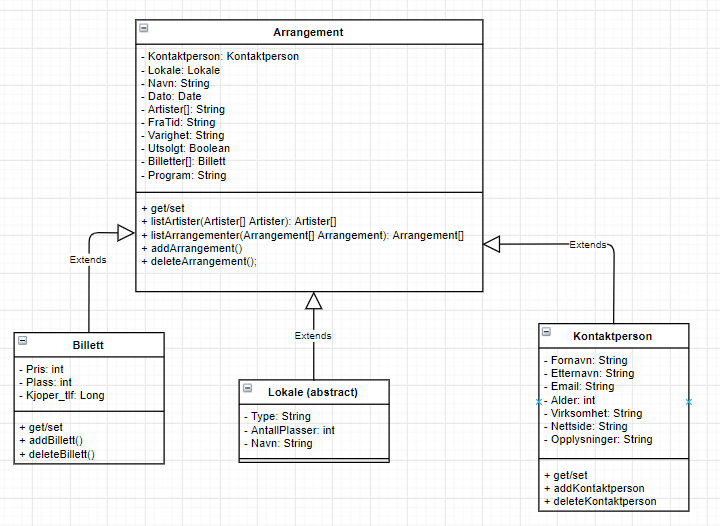 Arrangement
- Kontaktperson: Kontaktperson
- Lokale: Lokale
- Navn: String
- Dato: Date
- Artister[]: String
- FraTid: String
- Varighet: String
- Utsolgt: Boolean
- Billetter[]: Billett
- Program: String
+ get/set
+ listArtister(Artister[] Artister): Artister[]
+ listArrangementer(Arrangement[] Arrangement): Arrangement[]
+ addArrangement()
+ deleteArrangement();
Extends
Extends
Extends
Billett
- Pris: int
- Plass: int
- Kjoper_tlf: Long
+ get/set
+ addBillett()
+ deleteBillett()
Lokale (abstract)
- Type: String
- AntallPlasser: int
- Navn: String
Kontaktperson
- Fornavn: String
- Etternavn: String
- Email: String
- Alder: int
- Virksomhet: String
- Nettside: String
- Opplysninger: String
+ get/set
+ addKontaktperson
+ deleteKontaktperson